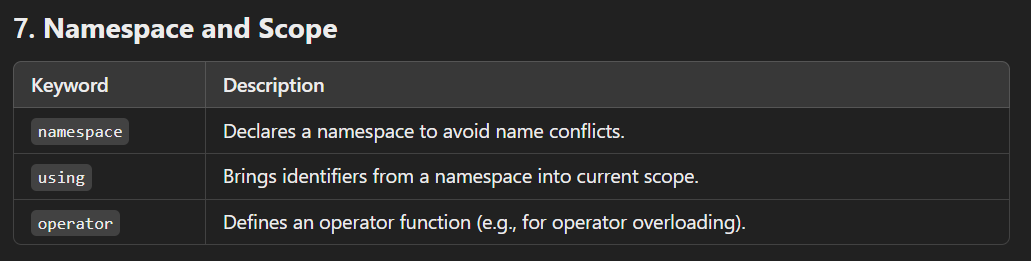 7. Namespace and Scope
Keyword Description
namespace Declares a namespace to avoid name conflicts.
using Brings identifiers from a namespace into current scope.
operator Defines an operator function (e.g., for operator overloading).